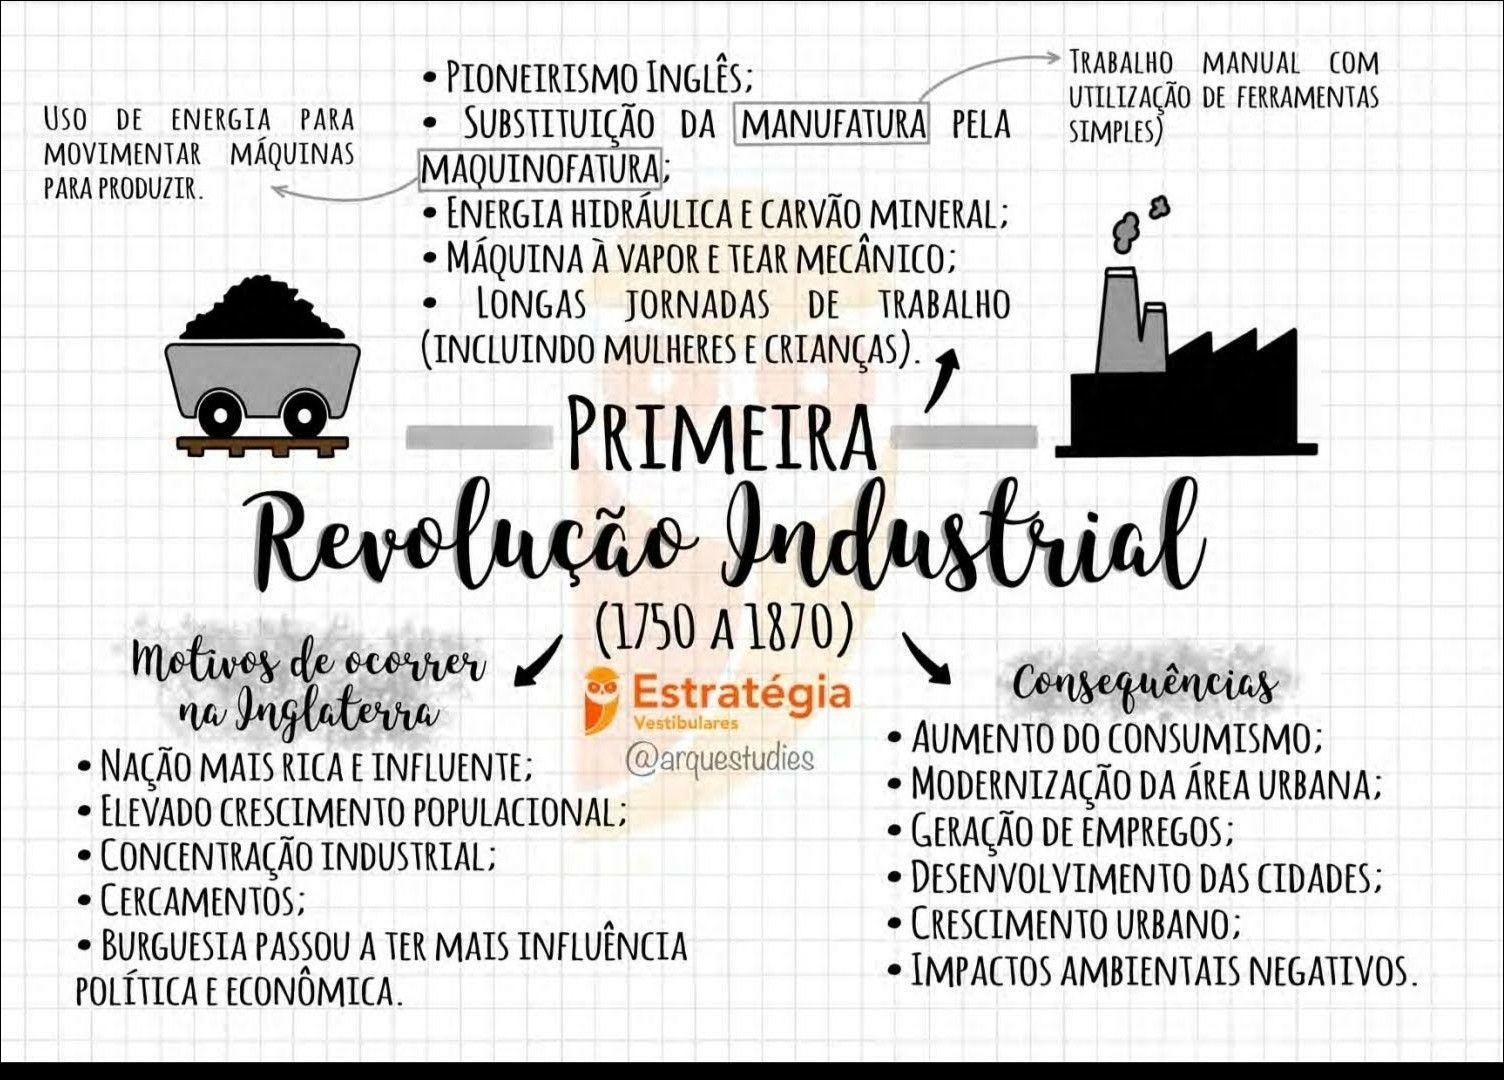 • Pioneirismo Inglês;
• Substituição da manufatura pela
maquinofatura;
• Energia hidráulica e carvão mineral;
• Máquina à vapor e tear mecânico;
• Longas jornadas de trabalho
(incluindo mulheres e crianças).
Trabalho manual com
utilização de ferramentas
simples)
Uso de energia para
movimentar máquinas
para produzir.
Primeira
Revolução Industrial
(1750 a 1870)
Estratégia
Vestibulares
@arquestudies
Motivos de ocorrer
na Inglaterra
• Nação mais rica e influente;
• Elevado crescimento populacional;
• Concentração industrial;
• Cercamentos;
• Burguesia passou a ter mais influência
política e econômica.
Consequências
• Aumento do consumismo;
• Modernização da área urbana;
• Geração de empregos;
• Desenvolvimento das cidades;
• Crescimento urbano;
• Impactos ambientais negativos.